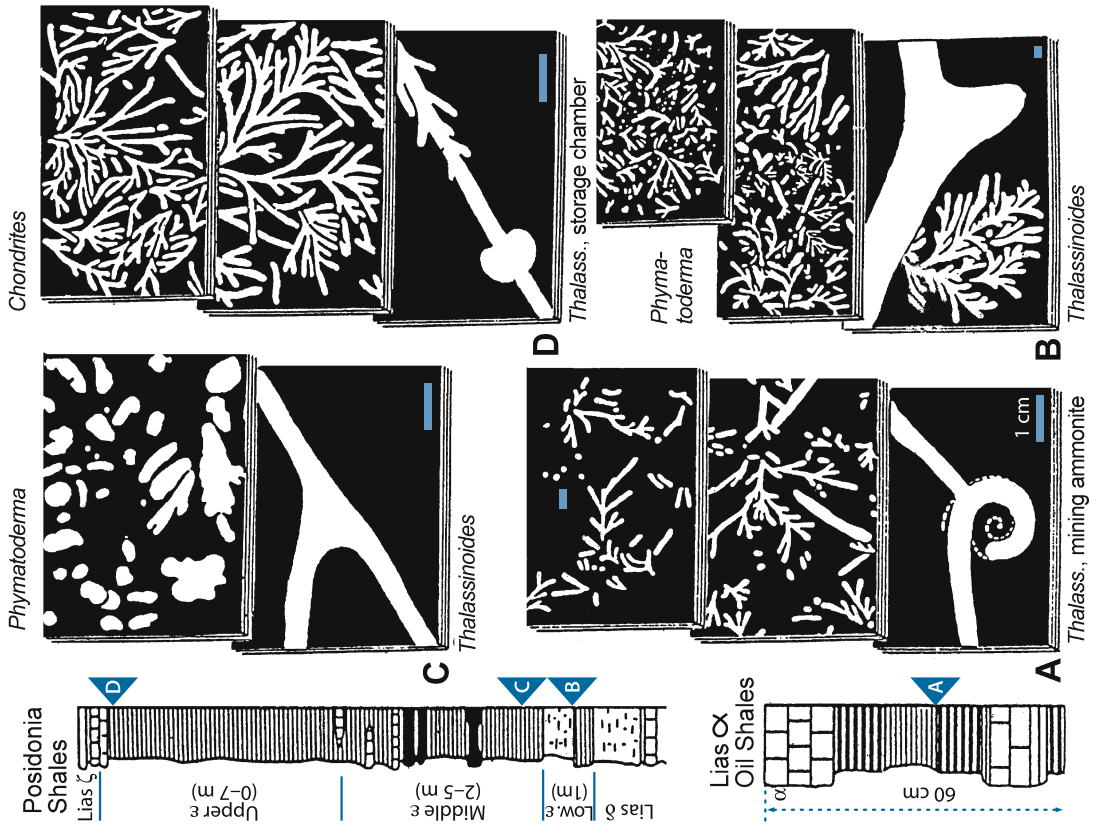 Posidonia
Shales
Lias ζ
Upper ε
(0–7 m)
Middle ε
(2–5 m)
Low. ε
(1m)
Lias δ
D
C
B
Lias α
Oil Shales
α
60 cm
A
Phymatoderma
Thalassinoides
C
Chondrites
Thalass., storage chamber
D
1 cm
Thalass., mining ammonite
A
Phyma-
toderma
Thalassinoides
B